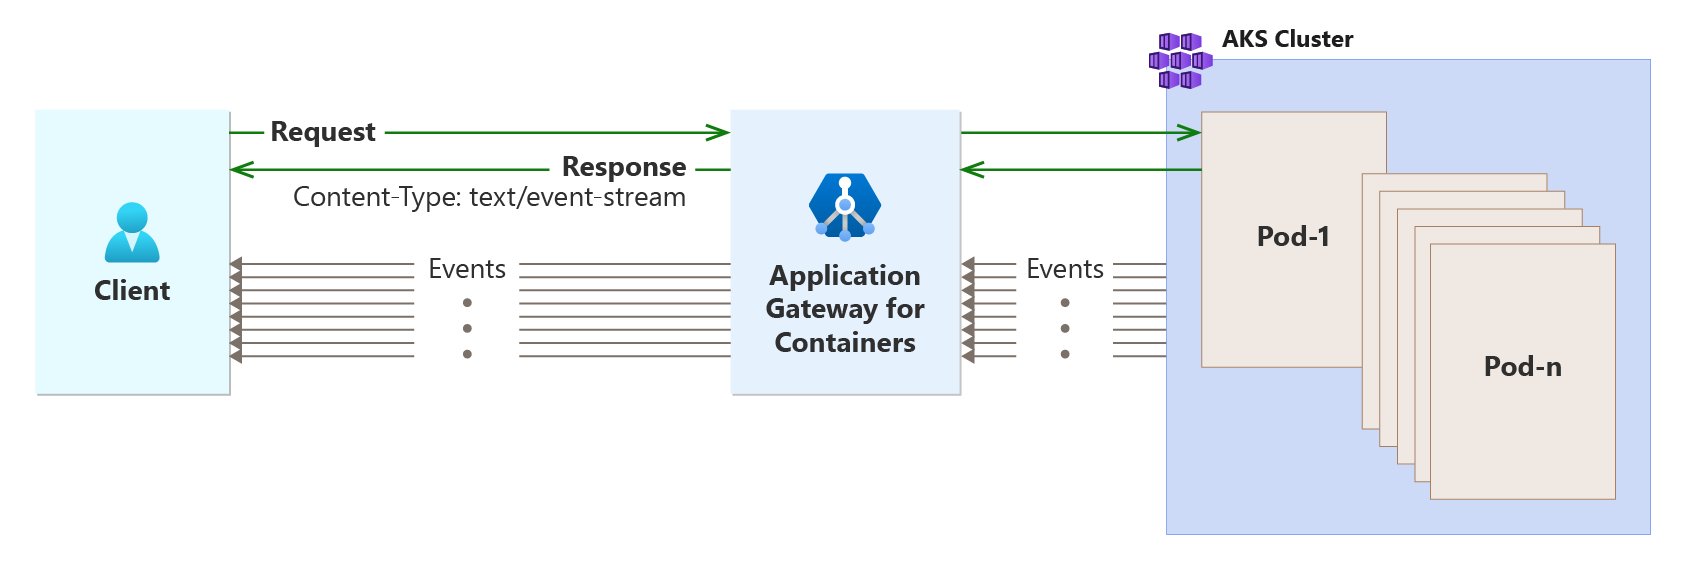 AKS Cluster
Request
Response
Content-Type: text/event-stream
Client
Events
Application
Gateway for
Containers
Events
Pod-1
Pod-n